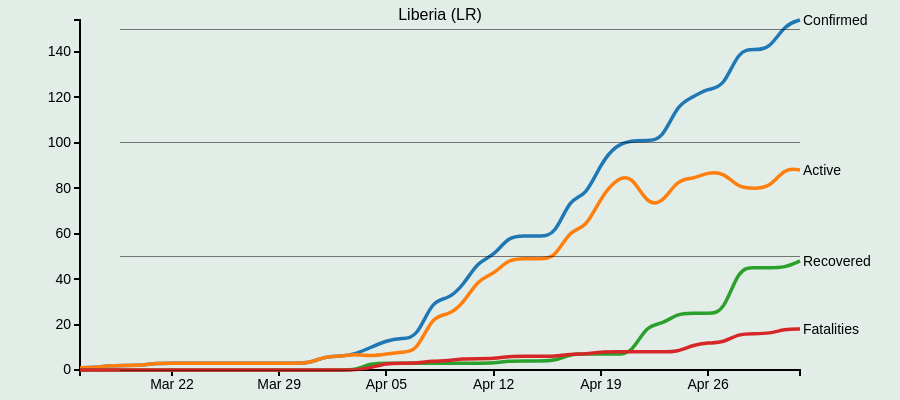 Liberia (LR)
Confirmed
140
120
100
80
Active
60
Recovered
40
20
Fatalities
0
Mar 22 Mar 29 Apr 05 Apr 12 Apr 19 Apr 26